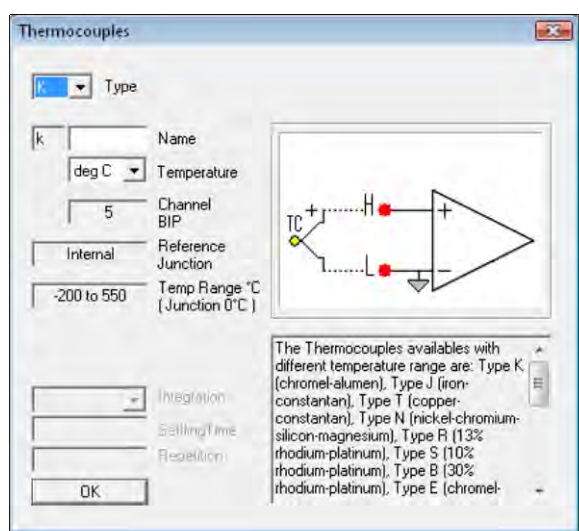 Thermocouples
K Type
k Name
deg C Temperature
5 Channel
BIP
Internal Reference
Junction
-200 to 550 Temp Range °C
( Junction 0°C )
TC + H +
L −
The Thermocouples availables with
different temperature range are: Type K
(chromel-alumen), Type J (iron-
constantan), Type T (copper-
constantan), Type N (nickel-chromium-
silicon-magnesium), Type R (13%
rhodium-platinum), Type S (10%
rhodium-platinum), Type B (30%
rhodium-platinum), Type E (chromel-
Integration
SettlingTime
Repetition
OK